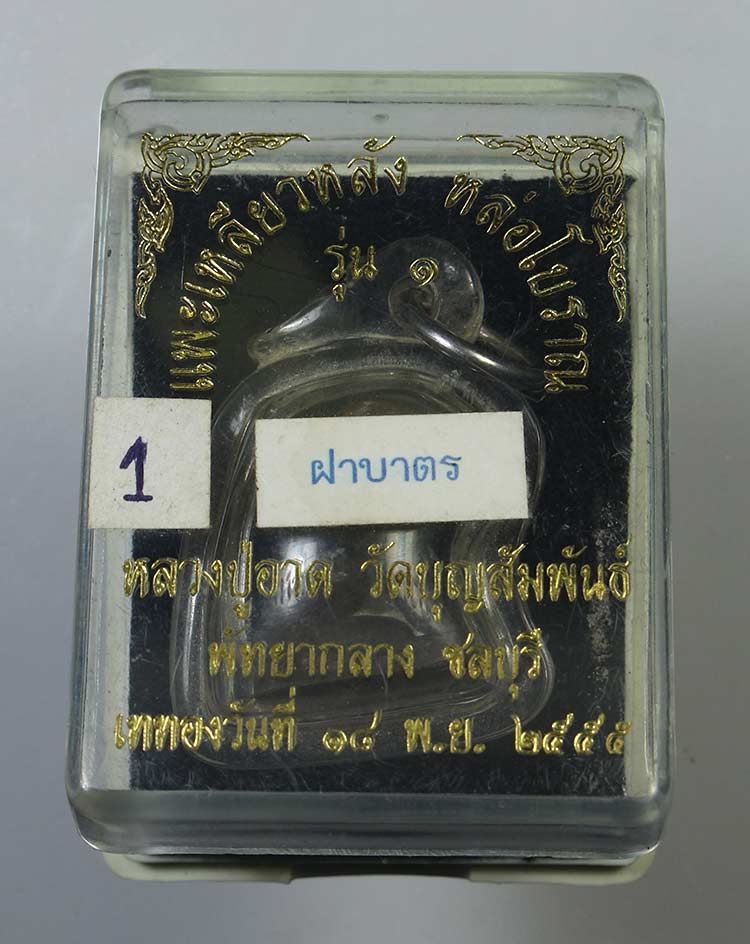 แพะเหลียวหลัง หล่อโบราณ
รุ่น ๑
1
ฝาบาตร
หลวงปู่อาด วัดบุญสัมพันธ์
พัทยากลาง ชลบุรี
เททองวันที่ ๑๘ พ.ย. ๒๕๕๕